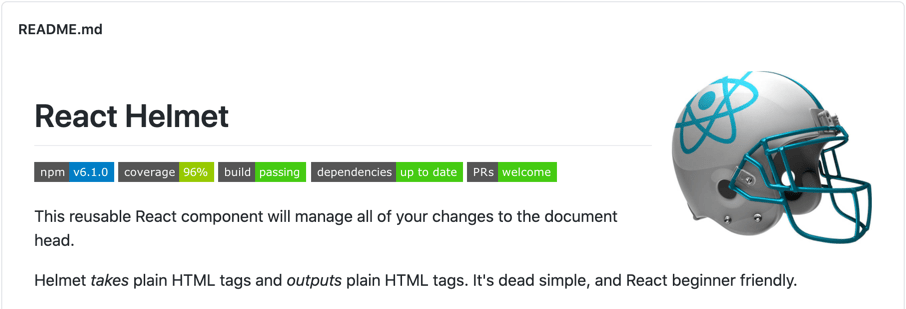 README.md
React Helmet
npm v6.1.0 coverage 96% build passing dependencies up to date PRs welcome
This reusable React component will manage all of your changes to the document
head.
Helmet takes plain HTML tags and outputs plain HTML tags. It's dead simple, and React beginner friendly.